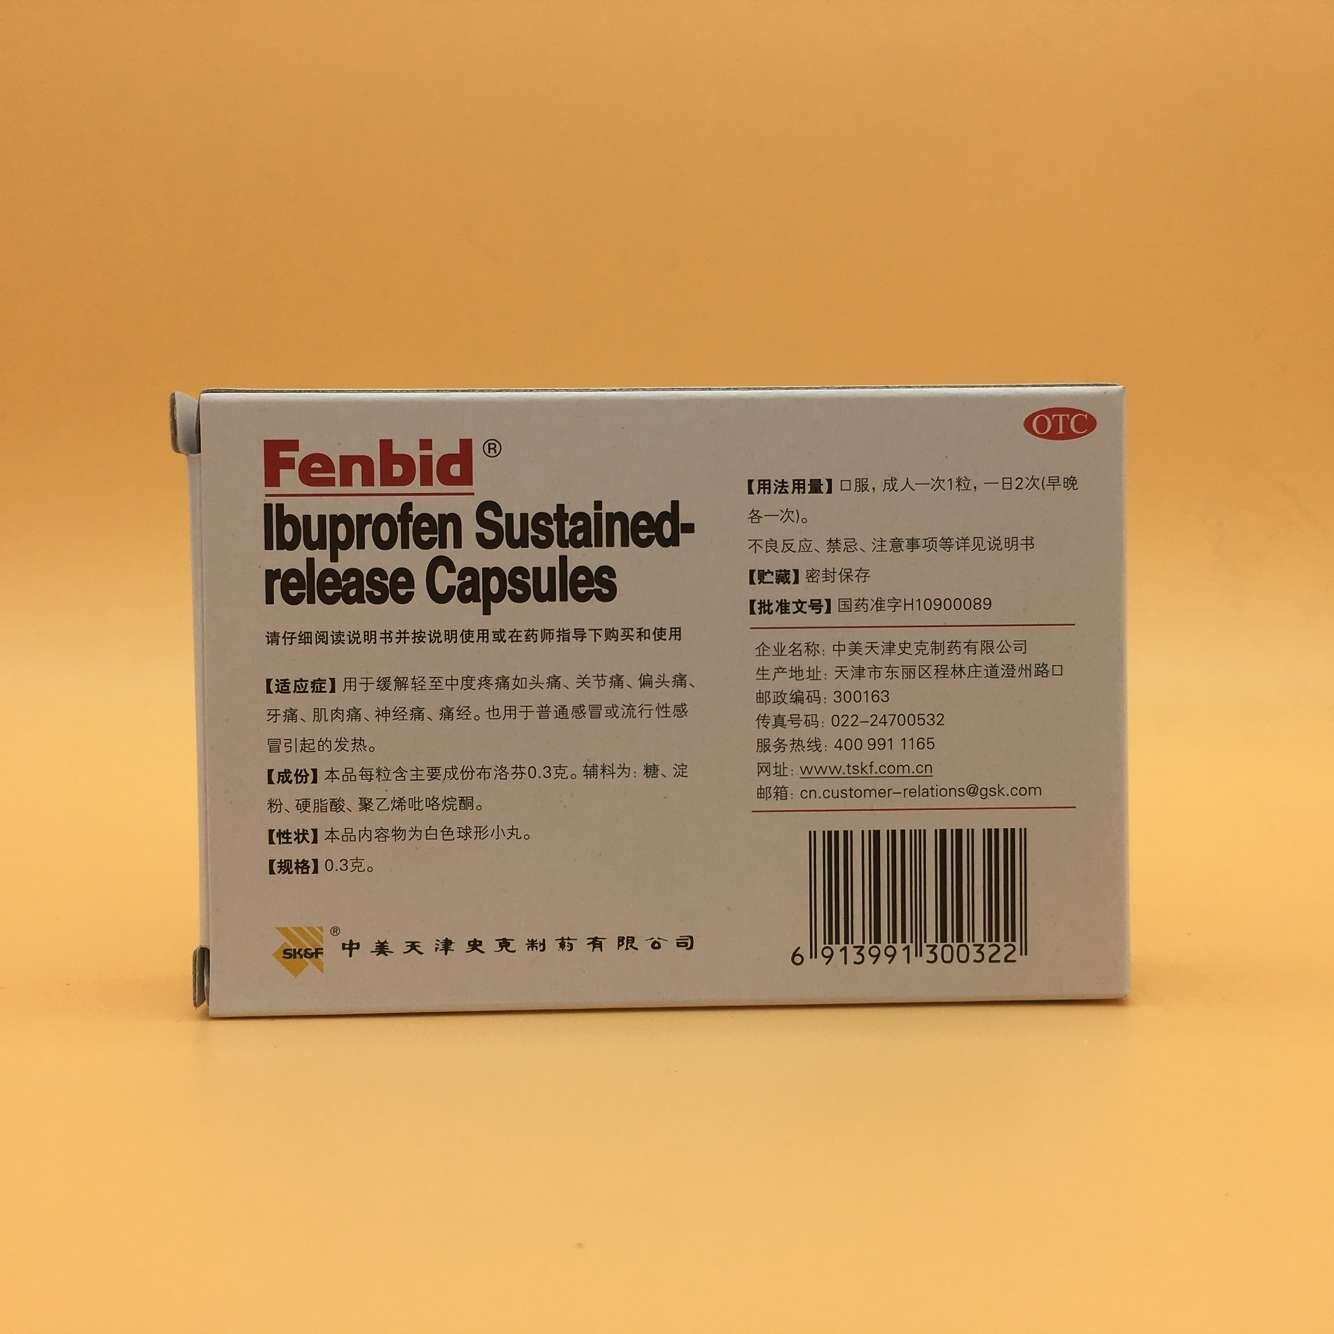 Fenbid®
Ibuprofen Sustained-
release Capsules
请仔细阅读说明书并按说明使用或在药师指导下购买和使用
【适应症】用于缓解轻至中度疼痛如头痛、关节痛、偏头痛、
牙痛、肌肉痛、神经痛、痛经。也用于普通感冒或流行性感
冒引起的发热。
【成份】本品每粒含主要成份布洛芬0.3克。辅料为：糖、淀
粉、硬脂酸、聚乙烯吡咯烷酮。
【性状】本品内容物为白色球形小丸。
【规格】0.3克。
SK&F® 中美天津史克制药有限公司
OTC
【用法用量】口服，成人一次1粒，一日2次(早晚
各一次)。
不良反应、禁忌、注意事项等详见说明书
【贮藏】密封保存
【批准文号】国药准字H10900089
企业名称：中美天津史克制药有限公司
生产地址：天津市东丽区程林庄道澄州路口
邮政编码：300163
传真号码：022-24700532
服务热线：400 991 1165
网址：www.tskf.com.cn
邮箱：cn.customer-relations@gsk.com
6 913991 300322